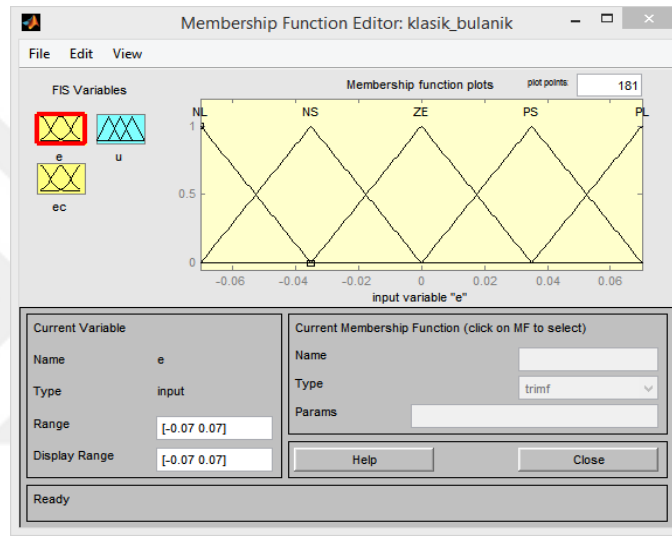 Membership Function Editor: klasik_bulanik
File Edit View
FIS Variables
Membership function plots
plot points:
181
NL NS ZE PS PL
1
0.5
0
-0.06 -0.04 -0.02 0 0.02 0.04 0.06
input variable "e"
e u
ec
Current Variable
Name e
Type input
Range [-0.07 0.07]
Display Range [-0.07 0.07]
Current Membership Function (click on MF to select)
Name
Type trimf
Params
Help Close
Ready